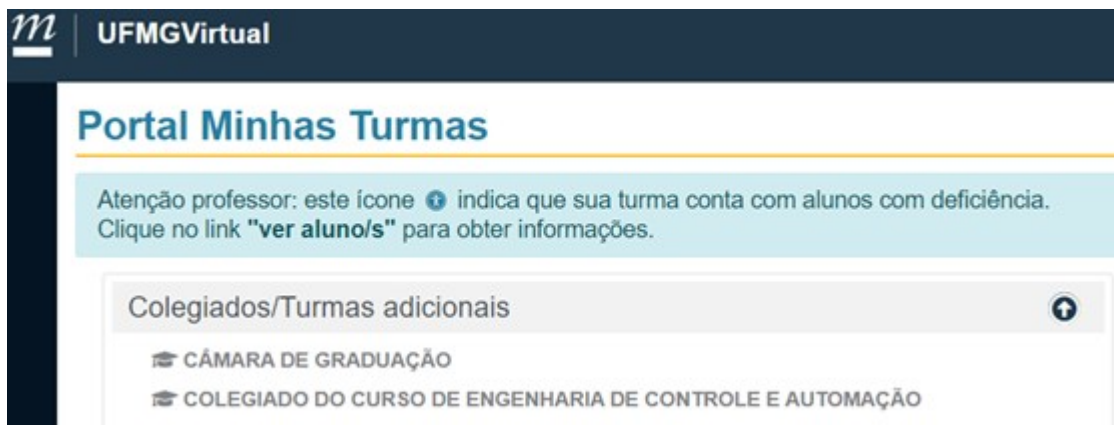 m UFMGVirtual
Portal Minhas Turmas
Atenção professor: este ícone indica que sua turma conta com alunos com deficiência.
Clique no link "ver aluno/s" para obter informações.
Colegiados/Turmas adicionais
CÂMARA DE GRADUAÇÃO
COLEGIADO DO CURSO DE ENGENHARIA DE CONTROLE E AUTOMAÇÃO